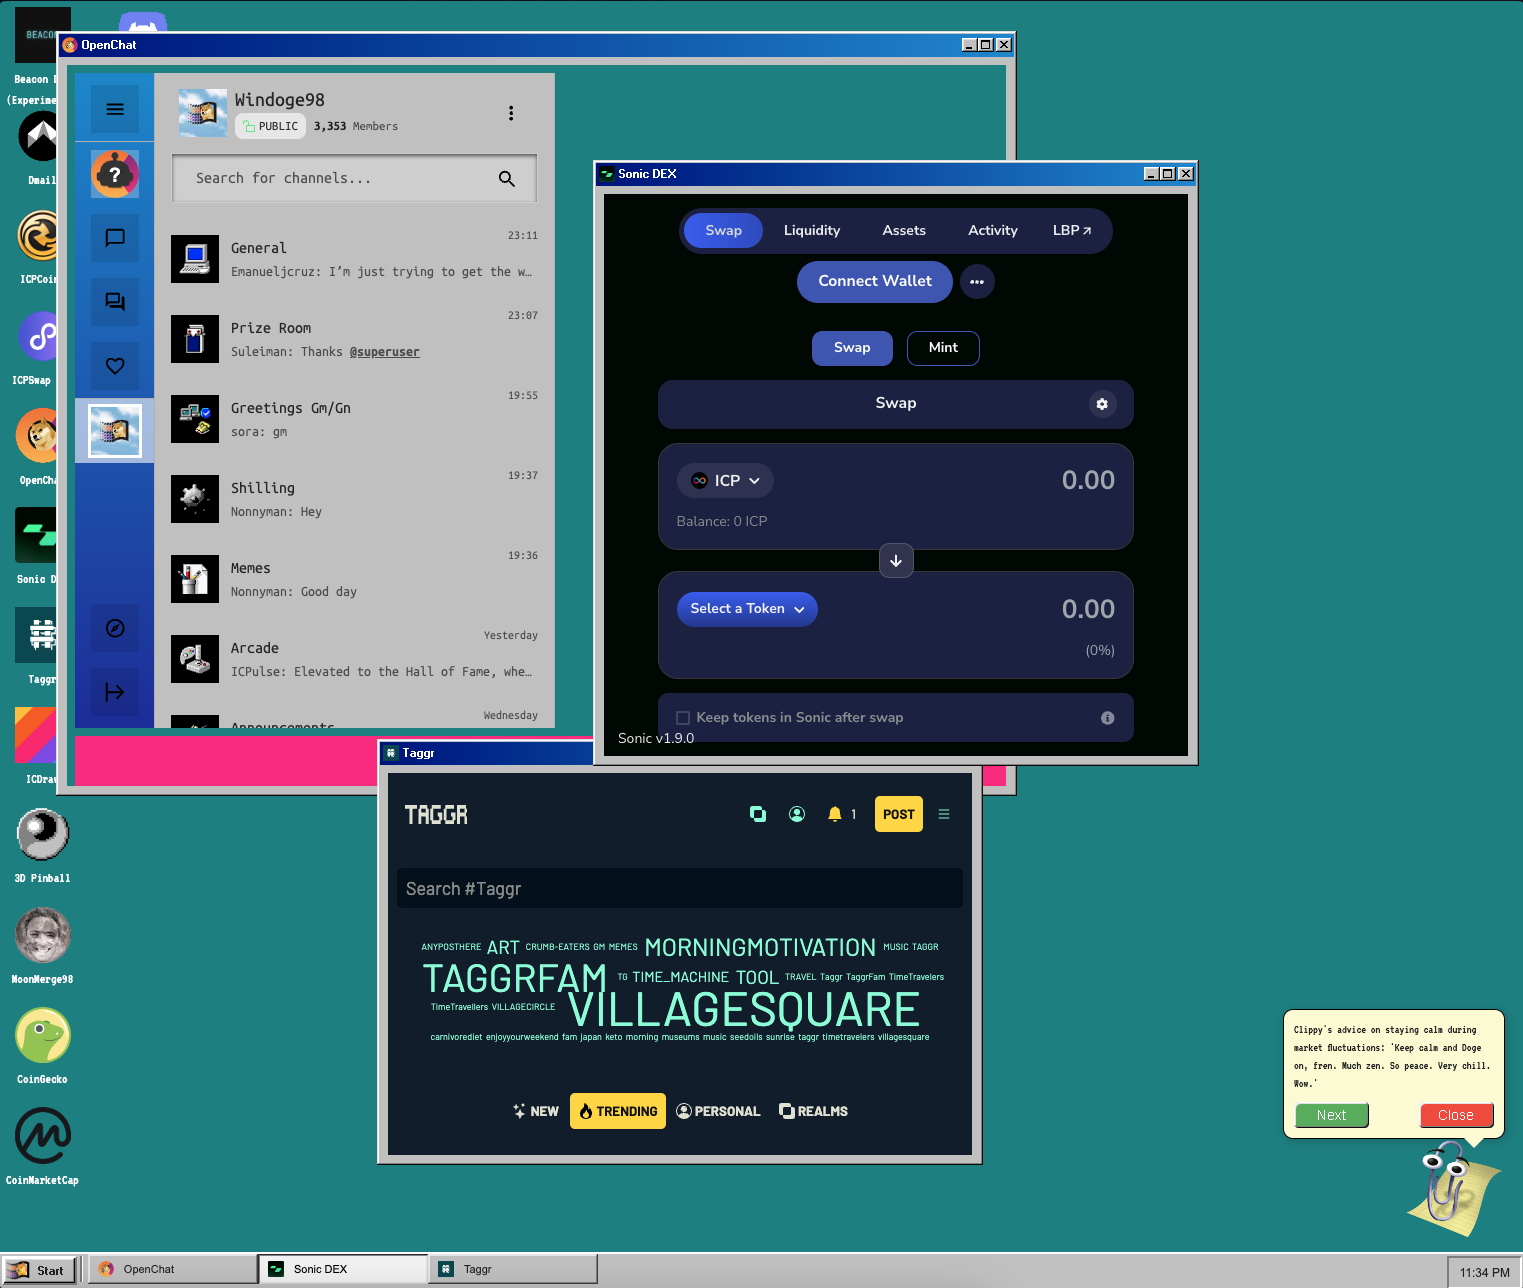 BEACON
Beacon
(Experime
Dmail
ICPCoin
ICPSwap
OpenCha
Sonic D
Taggr
ICDraw
3D Pinball
MoonMerge98
CoinGecko
CoinMarketCap
OpenChat
Windoge98
PUBLIC 3,353 Members
Search for channels...
General 23:11
Emanueljcruz: I'm just trying to get the w…
Prize Room 23:07
Suleiman: Thanks @superuser
Greetings Gm/Gn 19:55
sora: gm
Shilling 19:37
Nonnyman: Hey
Memes 19:36
Nonnyman: Good day
Arcade Yesterday
ICPulse: Elevated to the Hall of Fame, whe…
Announcements Wednesday
Sonic DEX
Swap Liquidity Assets Activity LBP
Connect Wallet
Swap Mint
Swap
ICP 0.00
Balance: 0 ICP
Select a Token 0.00
(0%)
Keep tokens in Sonic after swap
Sonic v1.9.0
Taggr
TAGGR 1 POST
Search #Taggr
ANYPOSTHERE ART CRUMB-EATERS GM MEMES MORNINGMOTIVATION MUSIC TAGGR
TAGGRFAM TG TIME_MACHINE TOOL TRAVEL Taggr TaggrFam TimeTravelers
TimeTravellers VILLAGECIRCLE VILLAGESQUARE
carnivorediet enjoyyourweekend fam japan keto morning museums music seedoils sunrise taggr timetravelers villagesquare
NEW TRENDING PERSONAL REALMS
Clippy's advice on staying calm during
market fluctuations: 'Keep calm and Doge
on, fren. Much zen. So peace. Very chill.
Wow.'
Next Close
Start OpenChat Sonic DEX Taggr 11:34 PM